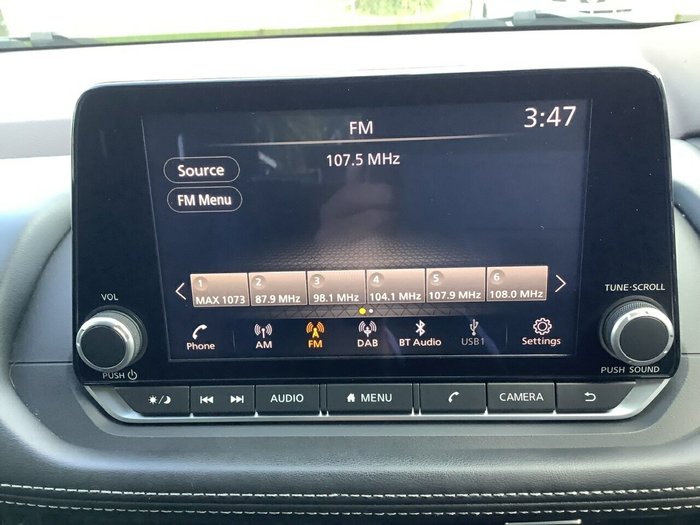 FM
3:47
107.5 MHz
Source
FM Menu
1 2 3 4 5 6
MAX 1073 87.9 MHz 98.1 MHz 104.1 MHz 107.9 MHz 108.0 MHz
VOL
TUNE·SCROLL
Phone AM FM DAB BT Audio USB1 Settings
PUSH
PUSH SOUND
AUDIO MENU CAMERA